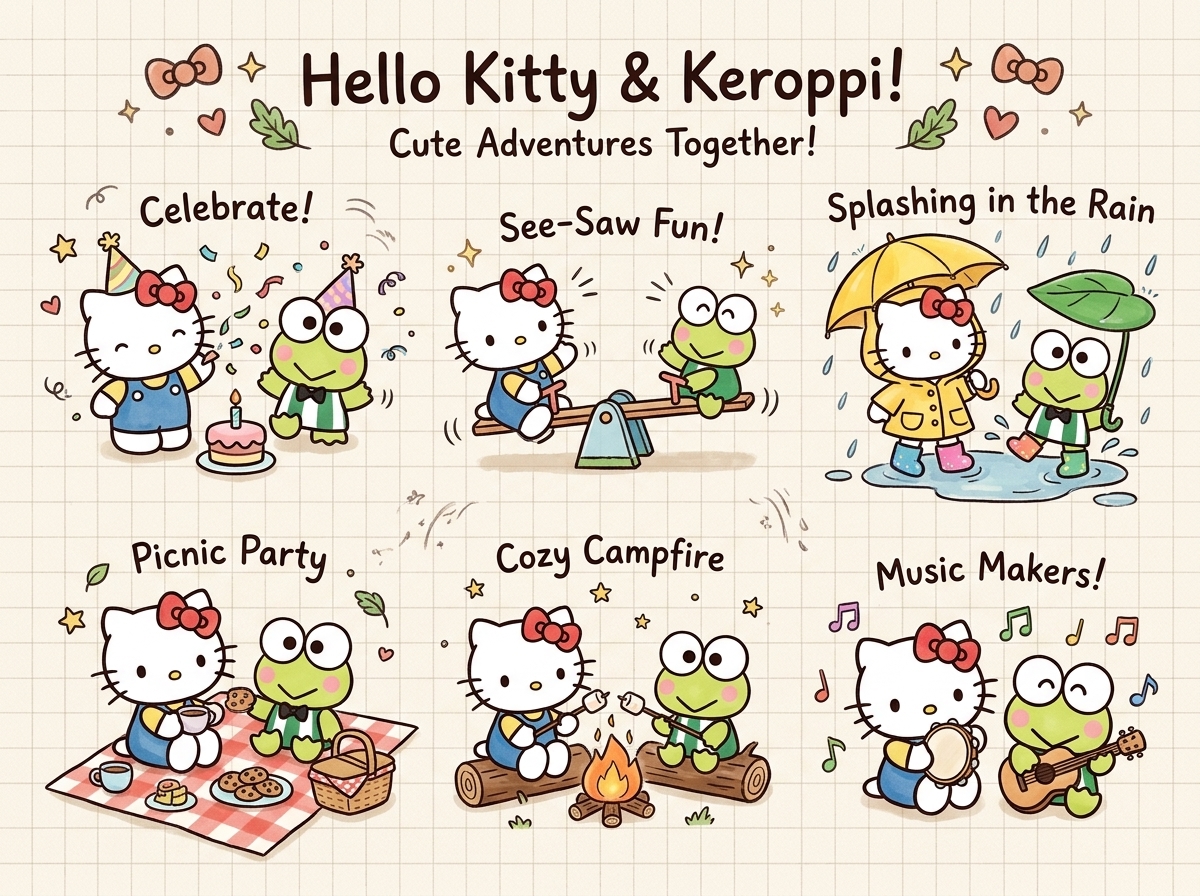 Hello Kitty & Keroppi!
Cute Adventures Together!
Celebrate!
See-Saw Fun!
Splashing in the Rain
Picnic Party
Cozy Campfire
Music Makers!